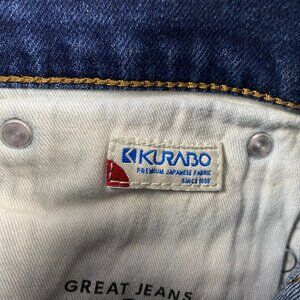 KURABO
PREMIUM JAPANESE FABRIC
SINCE 1888
GREAT JEANS